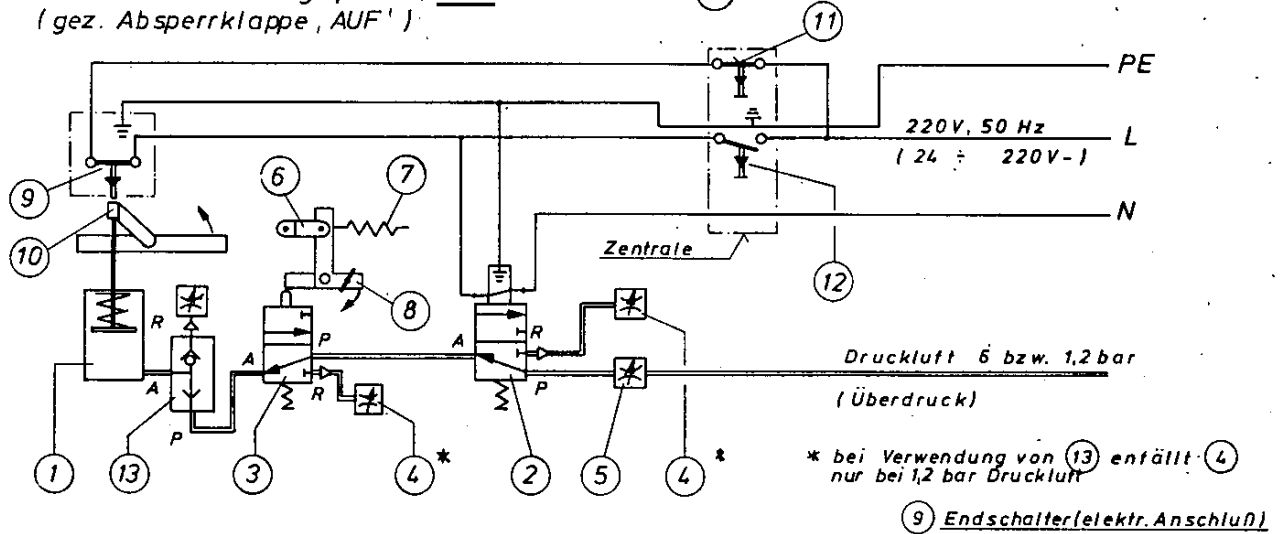 (gez. Absperrklappe ‚AUF')
11
PE
220V, 50 Hz
L
( 24 ÷ 220V-)
9
6
7
10
N
Zentrale
12
8
R
P
A
R
A
A
P
R
P
Druckluft 6 bzw. 1,2 bar
(Überdruck)
1
13
3
4 *
2
5
4 *
* bei Verwendung von 13 entällt 4
nur bei 1,2 bar Druckluft
9 Endschalter(elektr. Anschluß)